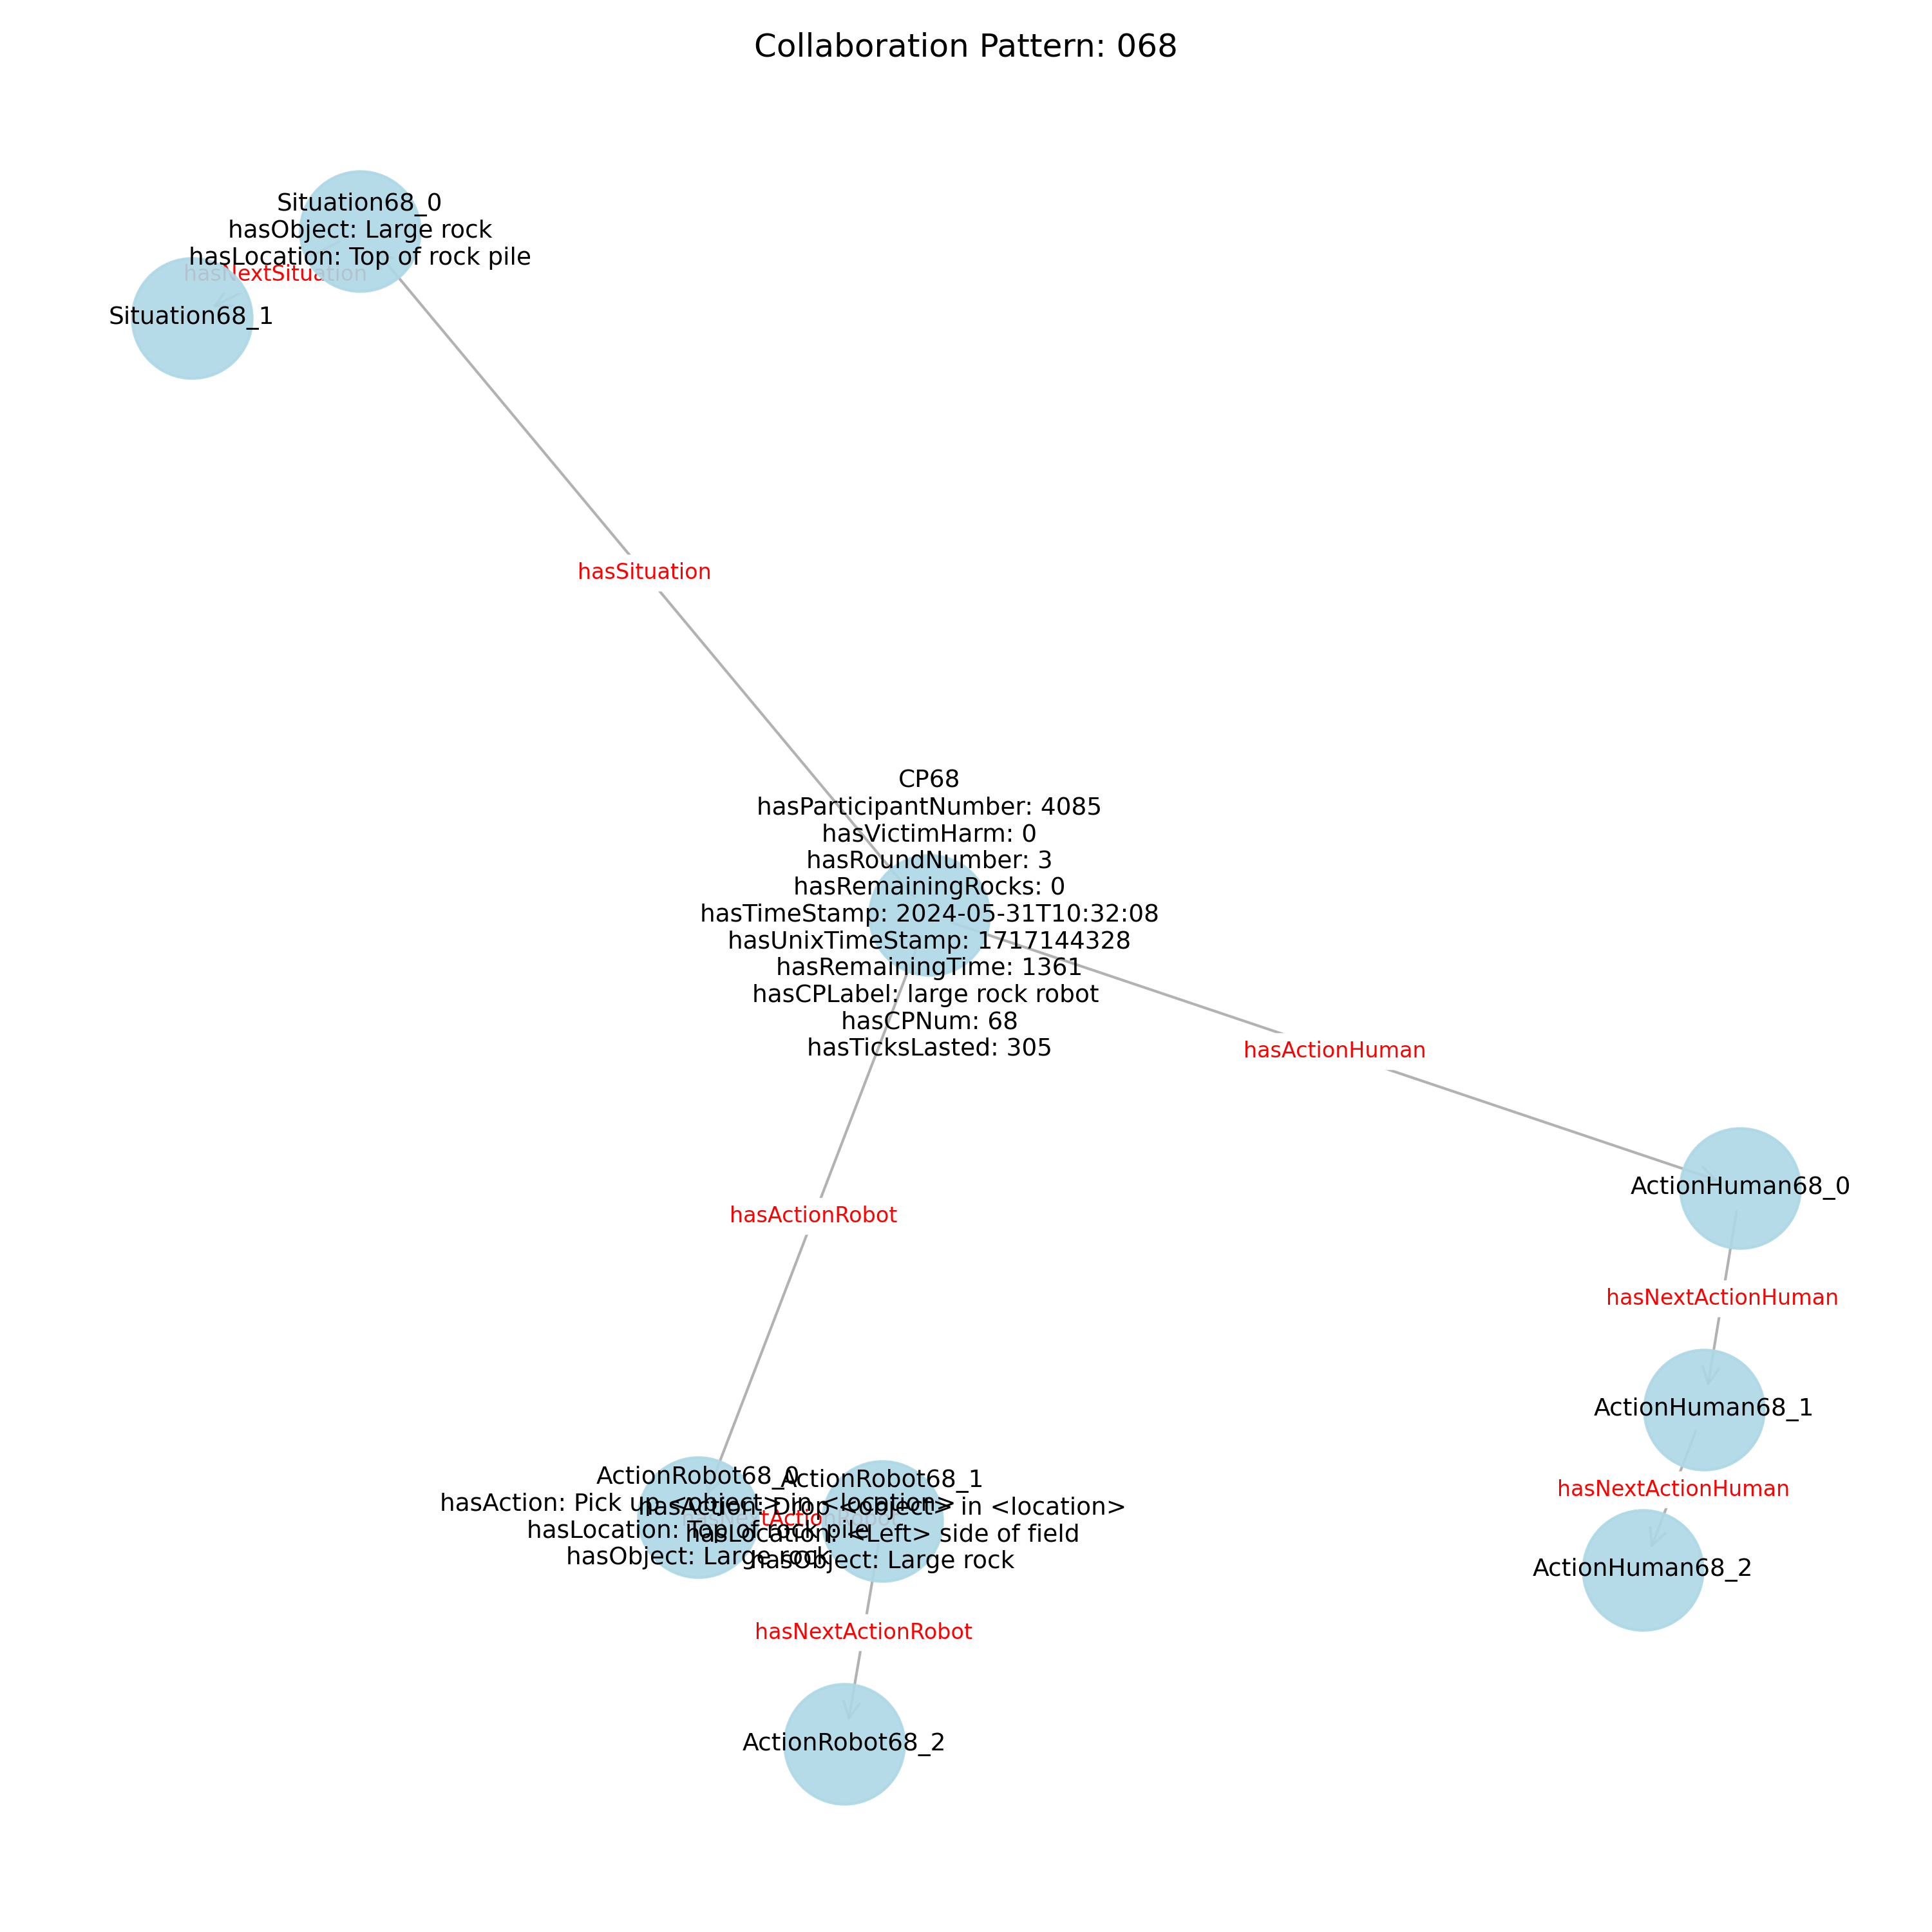 Collaboration Pattern: 068
Situation68_0
hasObject: Large rock
hasLocation: Top of rock pile
hasNextSituation
Situation68_1
hasSituation
CP68
hasParticipantNumber: 4085
hasVictimHarm: 0
hasRoundNumber: 3
hasRemainingRocks: 0
hasTimeStamp: 2024-05-31T10:32:08
hasUnixTimeStamp: 1717144328
hasRemainingTime: 1361
hasCPLabel: large rock robot
hasCPNum: 68
hasTicksLasted: 305
hasActionHuman
ActionHuman68_0
hasActionRobot
hasNextActionHuman
ActionHuman68_1
hasNextActionHuman
ActionHuman68_2
ActionRobot68_0
hasAction: Pick up <object> in <location>
hasLocation: Top of rock pile
hasObject: Large rock
hasNextActionRobot
ActionRobot68_1
hasAction: Drop <object> in <location>
hasLocation: <Left> side of field
hasObject: Large rock
hasNextActionRobot
ActionRobot68_2